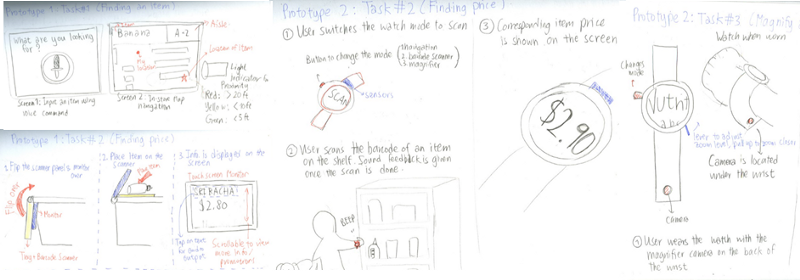 Prototype 1: Task#1 (Finding an item)
What are you looking
for?
Screen 1: Input an item using
voice command
Banana
A-2
Aisle
Location of item
Screen 2: In store Map
navigation
Light
Indicator to
Proximity
Red: > 20ft
Yellow: < 10ft
Green: < 5ft
Prototype 1: Task#2 (Finding price)
1. Flip the scanner panel & monitor over
Flip over
Monitor
Tray + Barcode Scanner
2. Place Item on the
scanner
3. Info is displayed on the
screen
Touchscreen Monitor
SRIRACHA!
$2.80
Tap on text
for audio
output
Scrollable to view
more info/
promotions
Prototype 2: Task #2 (Finding price)
1 User switches the watch mode to scan
Button to change the mode
1. navigation
2. barcode scanner
3. magnifier
SCAN
sensors
2 User scans the barcode of an item
on the shelf. Sound feedback is given
once the scan is done.
BEEP
3 Corresponding item price
is shown on the screen
$2.90
Prototype 2: Task #3 (Magnify
Watch when worn
Changes
mode
Nutri
lever to adjust
zoom level, pull up to zoom closer
Camera is located
under the wrist
Camera
User wears the watch with the
magnifier camera on the back of
the wrist